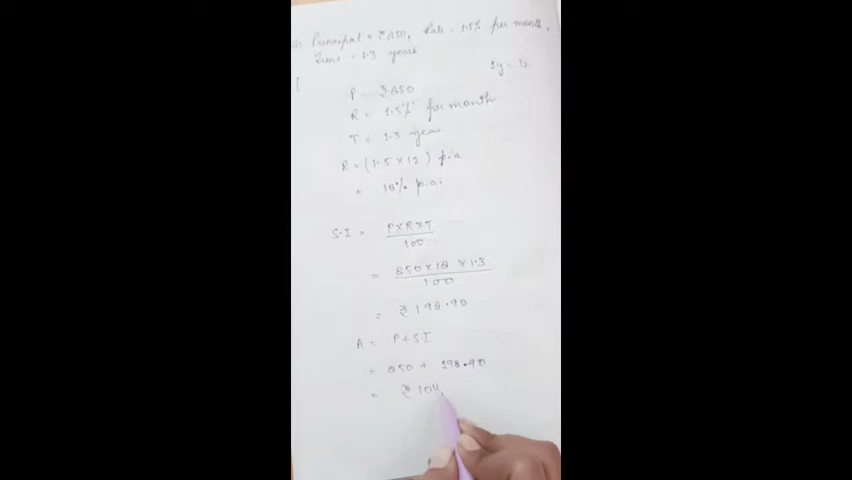 Principal = ₹ 850, Rate = 1.5% per month,
Time = 1.3 years
1y = 12
P = ₹ 850
R = 1.5% per month
T = 1.3 year
R = (1.5 × 12) p.a
= 18% p.a.
S.I = P×R×T
100
= 850 × 18 × 1.3
100
= ₹ 198.90
A = P + SI
= 850 + 198.90
= ₹ 104